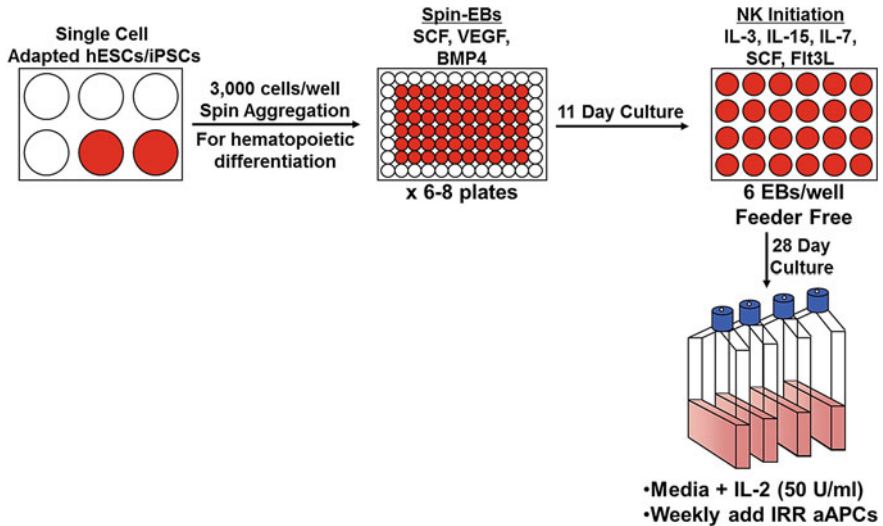 Single Cell
Adapted hESCs/iPSCs
3,000 cells/well
Spin Aggregation
For hematopoietic
differentiation
Spin-EBs
SCF, VEGF,
BMP4
x 6-8 plates
11 Day Culture
NK Initiation
IL-3, IL-15, IL-7,
SCF, Flt3L
6 EBs/well
Feeder Free
28 Day
Culture
•Media + IL-2 (50 U/ml)
•Weekly add IRR aAPCs